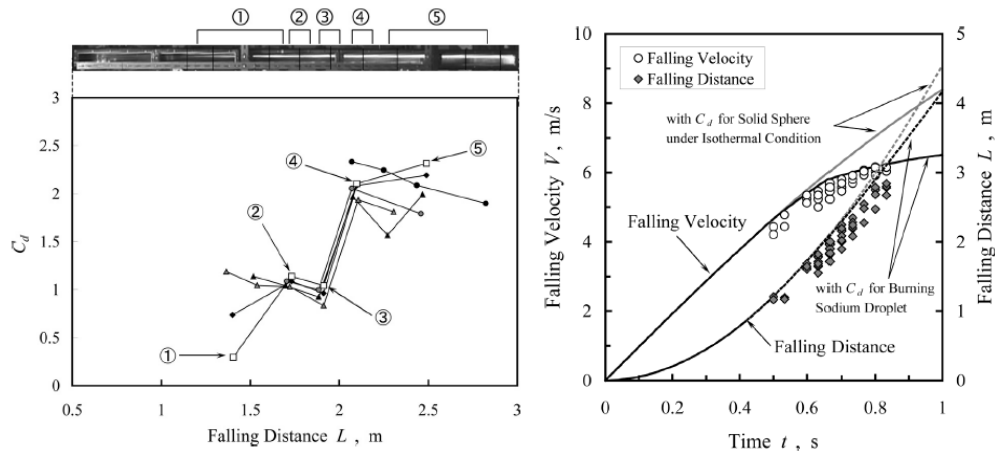 ① ② ③ ④ ⑤
3
2.5
2
1.5
1
0.5
0
C_d
0.5 1 1.5 2 2.5 3
Falling Distance L , m
①
②
③
④
⑤
10
8
6
4
2
0
Falling Velocity V , m/s
Falling Velocity
Falling Distance
with C_d for Solid Sphere
under Isothermal Condition
Falling Velocity
with C_d for Burning
Sodium Droplet
Falling Distance
5
4
3
2
1
0
Falling Distance L , m
0 0.2 0.4 0.6 0.8 1
Time t , s